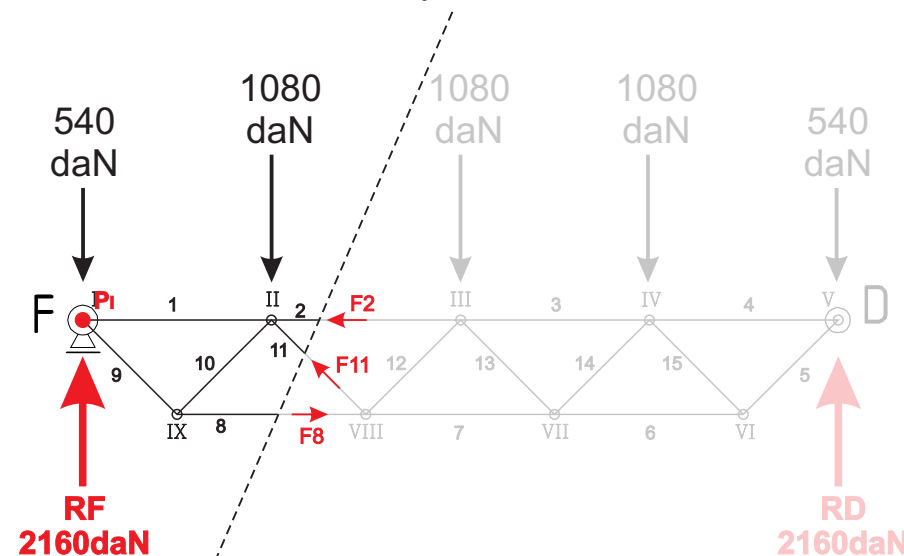 540
daN
1080
daN
1080
daN
1080
daN
540
daN
F
I
PI
1
II
2
F2
III
3
IV
4
V
D
9
10
11
F11
12
13
14
15
5
IX
8
F8
VIII
7
VII
6
VI
RF
2160daN
RD
2160daN